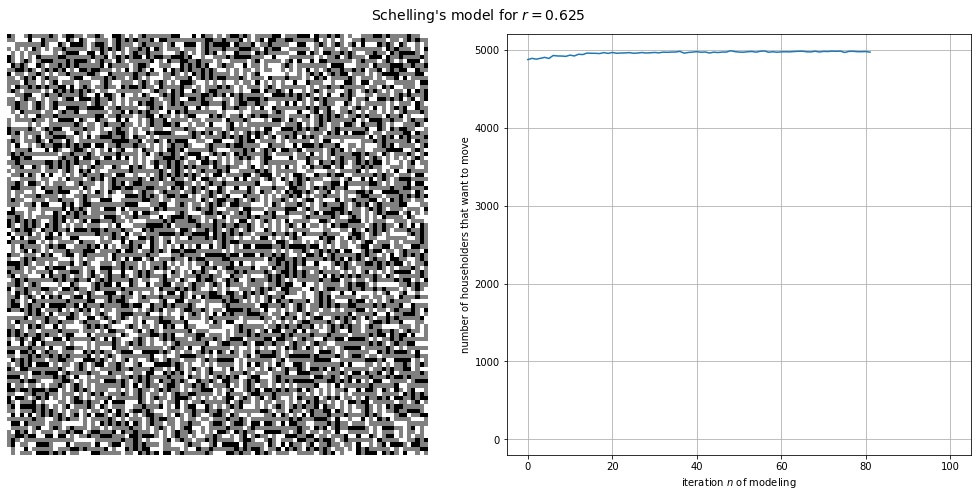 Schelling's model for r = 0.625
number of householders that want to move
5000
4000
3000
2000
1000
0
0 20 40 60 80 100
iteration n of modeling